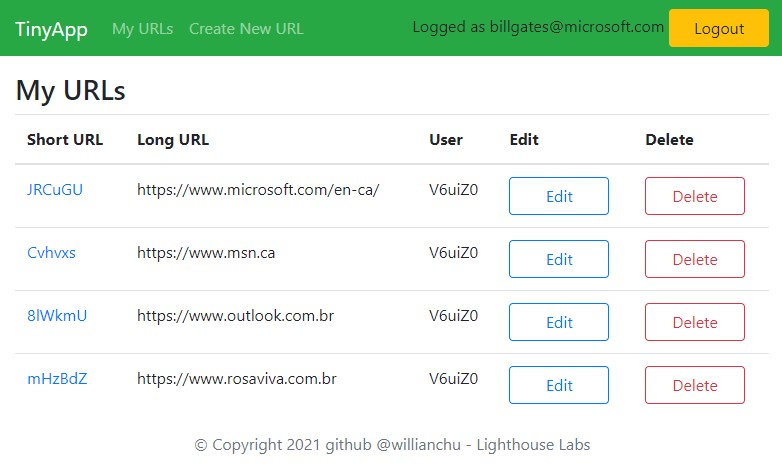 TinyApp My URLs Create New URL Logged as billgates@microsoft.com Logout
My URLs
Short URL Long URL User Edit Delete
JRCuGU https://www.microsoft.com/en-ca/ V6uiZ0 Edit Delete
Cvhvxs https://www.msn.ca V6uiZ0 Edit Delete
8lWkmU https://www.outlook.com.br V6uiZ0 Edit Delete
mHzBdZ https://www.rosaviva.com.br V6uiZ0 Edit Delete
© Copyright 2021 github @willianchu - Lighthouse Labs